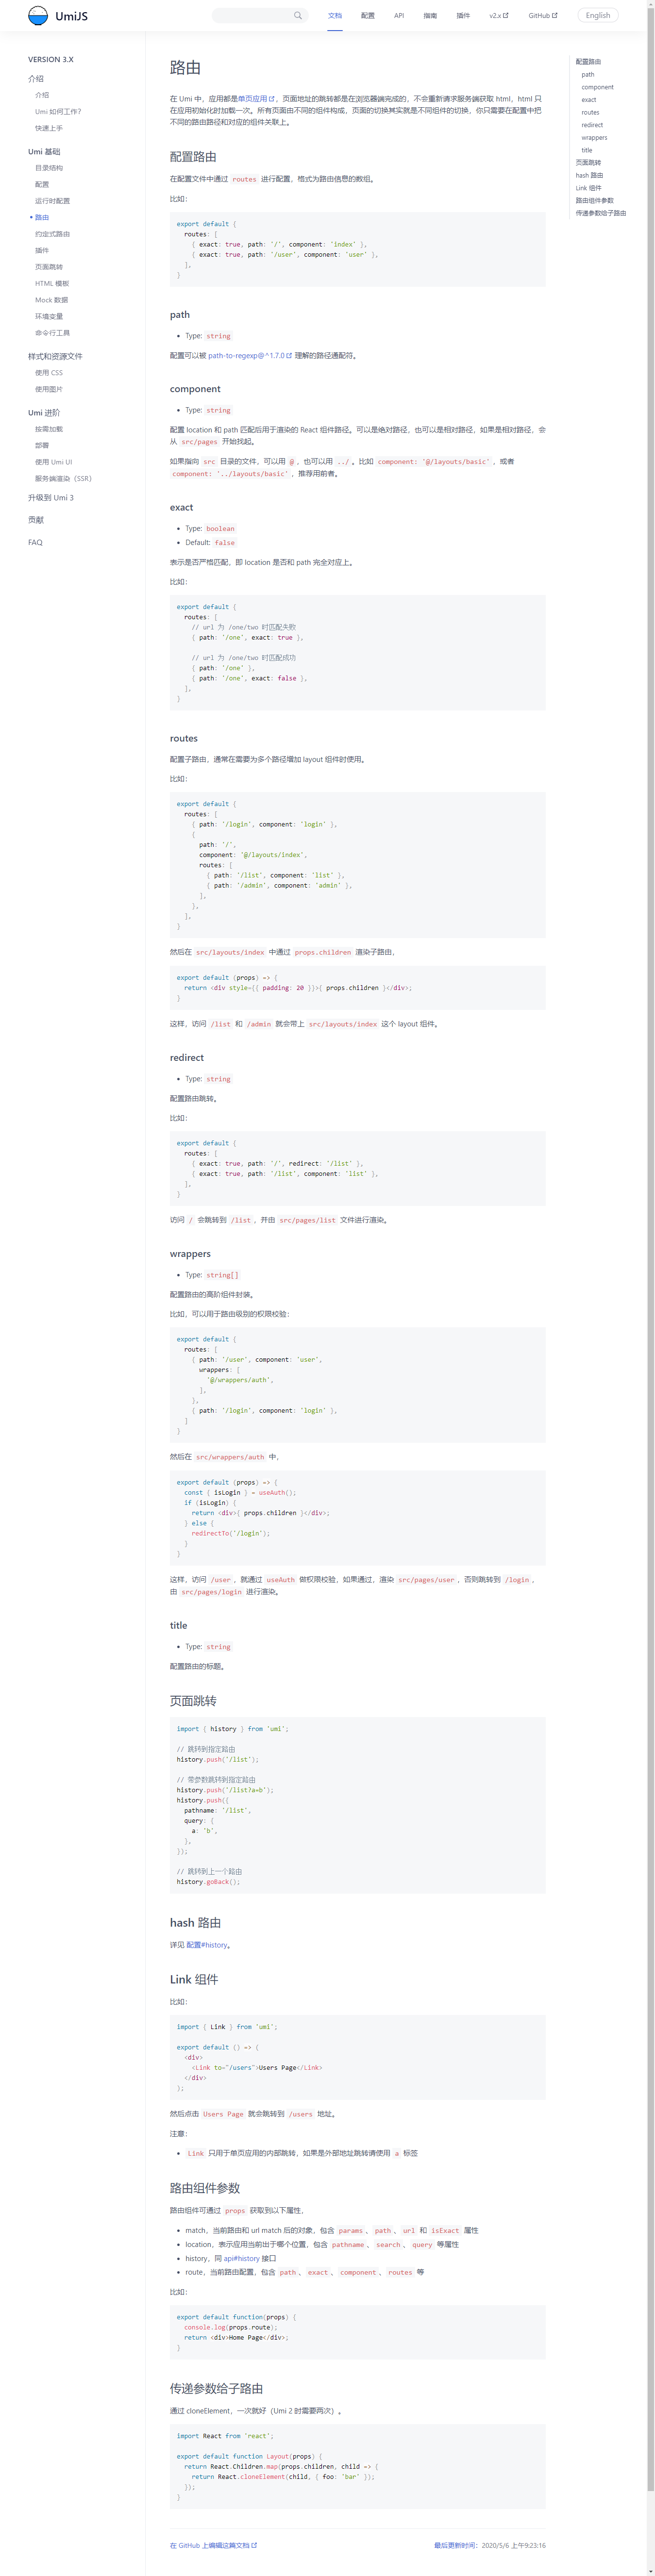 UmiJS
文档 配置 API 指南 插件 v2.x GitHub English
VERSION 3.X
介绍
介绍
Umi 如何工作?
快速上手
Umi 基础
目录结构
配置
运行时配置
路由
约定式路由
插件
页面跳转
HTML 模板
Mock 数据
环境变量
命令行工具
样式和资源文件
使用 CSS
使用图片
Umi 进阶
按需加载
部署
使用 Umi UI
服务端渲染（SSR）
升级到 Umi 3
贡献
FAQ
路由
在 Umi 中，应用都是单页应用，页面地址的跳转都是在浏览器端完成的，不会重新请求服务端获取 html，html 只
在应用初始化时加载一次。所有页面由不同的组件构成，页面的切换其实就是不同组件的切换，你只需要在配置中把
不同的路由路径和对应的组件关联上。
配置路由
在配置文件中通过 routes 进行配置，格式为路由信息的数组。
比如：
export default {
  routes: [
    { exact: true, path: '/', component: 'index' },
    { exact: true, path: '/user', component: 'user' },
  ],
}
path
Type: string
配置可以被 path-to-regexp@^1.7.0 理解的路径通配符。
component
Type: string
配置 location 和 path 匹配后用于渲染的 React 组件路径。可以是绝对路径，也可以是相对路径，如果是相对路径，会
从 src/pages 开始找起。
如果指向 src 目录的文件，可以用 @，也可以用 ../。比如 component: '@/layouts/basic'，或者
component: '../layouts/basic'，推荐用前者。
exact
Type: boolean
Default: false
表示是否严格匹配，即 location 是否和 path 完全对应上。
比如：
export default {
  routes: [
    // url 为 /one/two 时匹配失败
    { path: '/one', exact: true },
    // url 为 /one/two 时匹配成功
    { path: '/one' },
    { path: '/one', exact: false },
  ],
}
routes
配置子路由，通常在需要为多个路径增加 layout 组件时使用。
比如：
export default {
  routes: [
    { path: '/login', component: 'login' },
    {
      path: '/',
      component: '@/layouts/index',
      routes: [
        { path: '/list', component: 'list' },
        { path: '/admin', component: 'admin' },
      ],
    },
  ],
}
然后在 src/layouts/index 中通过 props.children 渲染子路由，
export default (props) => {
  return <div style={{ padding: 20 }}>{ props.children }</div>;
}
这样，访问 /list 和 /admin 就会带上 src/layouts/index 这个 layout 组件。
redirect
Type: string
配置路由跳转。
比如：
export default {
  routes: [
    { exact: true, path: '/', redirect: '/list' },
    { exact: true, path: '/list', component: 'list' },
  ],
}
访问 / 会跳转到 /list，并由 src/pages/list 文件进行渲染。
wrappers
Type: string[]
配置路由的高阶组件封装。
比如，可以用于路由级别的权限校验：
export default {
  routes: [
    { path: '/user', component: 'user',
      wrappers: [
        '@/wrappers/auth',
      ],
    },
    { path: '/login', component: 'login' },
  ]
}
然后在 src/wrappers/auth 中，
export default (props) => {
  const { isLogin } = useAuth();
  if (isLogin) {
    return <div>{ props.children }</div>;
  } else {
    redirectTo('/login');
  }
}
这样，访问 /user，就通过 useAuth 做权限校验，如果通过，渲染 src/pages/user，否则跳转到 /login，
由 src/pages/login 进行渲染。
title
Type: string
配置路由的标题。
页面跳转
import { history } from 'umi';
// 跳转到指定路由
history.push('/list');
// 带参数跳转到指定路由
history.push('/list?a=b');
history.push({
  pathname: '/list',
  query: {
    a: 'b',
  },
});
// 跳转到上一个路由
history.goBack();
hash 路由
详见 配置#history。
Link 组件
比如：
import { Link } from 'umi';
export default () => (
  <div>
    <Link to="/users">Users Page</Link>
  </div>
);
然后点击 Users Page 就会跳转到 /users 地址。
注意：
Link 只用于单页应用的内部跳转，如果是外部地址跳转请使用 a 标签
路由组件参数
路由组件可通过 props 获取到以下属性，
match，当前路由和 url match 后的对象，包含 params、path、url 和 isExact 属性
location，表示应用当前出于哪个位置，包含 pathname、search、query 等属性
history，同 api#history 接口
route，当前路由配置，包含 path、exact、component、routes 等
比如：
export default function(props) {
  console.log(props.route);
  return <div>Home Page</div>;
}
传递参数给子路由
通过 cloneElement，一次就好（Umi 2 时需要两次）。
import React from 'react';
export default function Layout(props) {
  return React.Children.map(props.children, child => {
    return React.cloneElement(child, { foo: 'bar' });
  });
}
在 GitHub 上编辑这篇文档 最后更新时间：2020/5/6 上午9:23:16
配置路由
path
component
exact
routes
redirect
wrappers
title
页面跳转
hash 路由
Link 组件
路由组件参数
传递参数给子路由